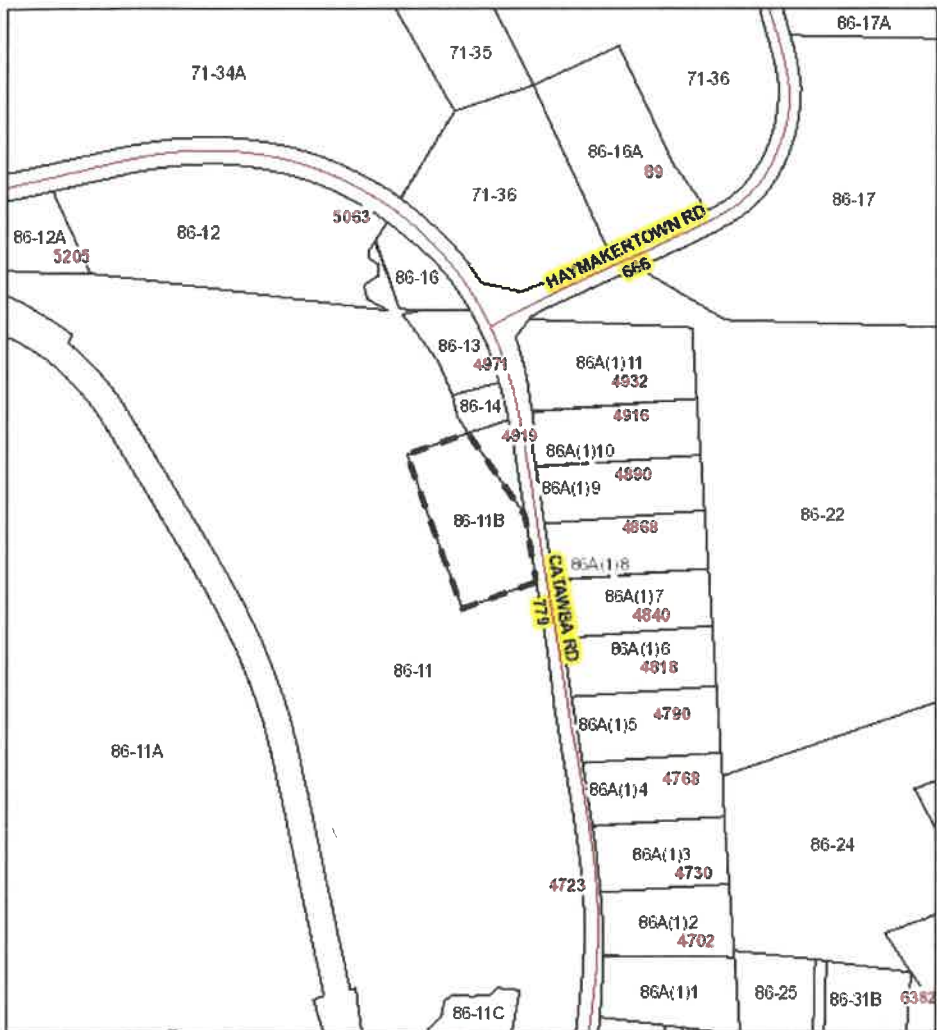 86-17A
71-35
71-34A
71-36
86-16A
89
71-36
86-17
5063
86-12A
5205
86-12
HAYMAKERTOWN RD
666
86-16
86-13
4971
86A(1)11
4932
86-14
4919
4916
86A(1)10
4890
86A(1)9
86-11B
4868
86-22
86A(1)8
CATAWBA RD
779
86A(1)7
4840
86A(1)6
4818
86-11
4790
86A(1)5
86-11A
4768
86A(1)4
86A(1)3
4730
86-24
4723
86A(1)2
4702
86A(1)1
86-25
86-31B
6382
86-11C